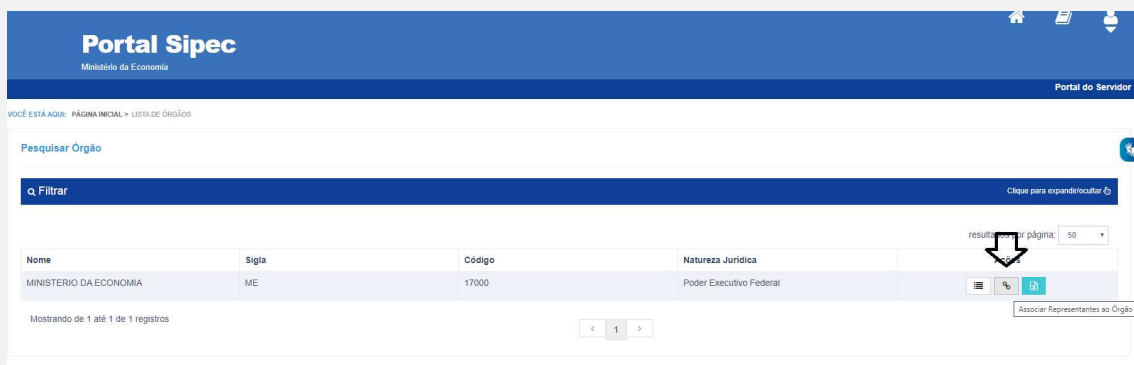 Portal Sipec
Ministério da Economia
Portal do Servidor
VOCÊ ESTÁ AQUI: PÁGINA INICIAL > LISTA DE ÓRGÃOS
Pesquisar Órgão
Filtrar Clique para expandir/ocultar
resultados por página: 50
Nome Sigla Código Natureza Jurídica Ações
MINISTERIO DA ECONOMIA ME 17000 Poder Executivo Federal
Associar Representantes ao Órgão
Mostrando de 1 até 1 de 1 registros
< 1 >